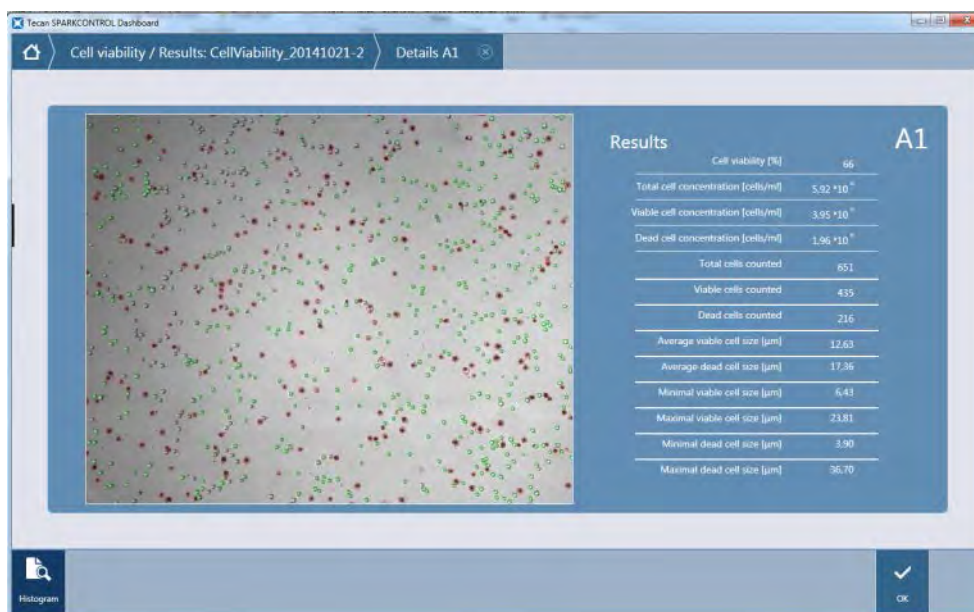 Tecan SPARKCONTROL Dashboard
Cell viability / Results: CellViability_20141021-2
Details A1
Results
A1
Cell viability [%] 66
Total cell concentration [cells/ml] 5,92 *10
Viable cell concentration [cells/ml] 3,95 *10
Dead cell concentration [cells/ml] 1,96 *10
Total cells counted 651
Viable cells counted 435
Dead cells counted 216
Average viable cell size [µm] 12,63
Average dead cell size [µm] 17,36
Minimal viable cell size [µm] 6,43
Maximal viable cell size [µm] 23,81
Minimal dead cell size [µm] 3,90
Maximal dead cell size [µm] 36,70
Histogram
OK